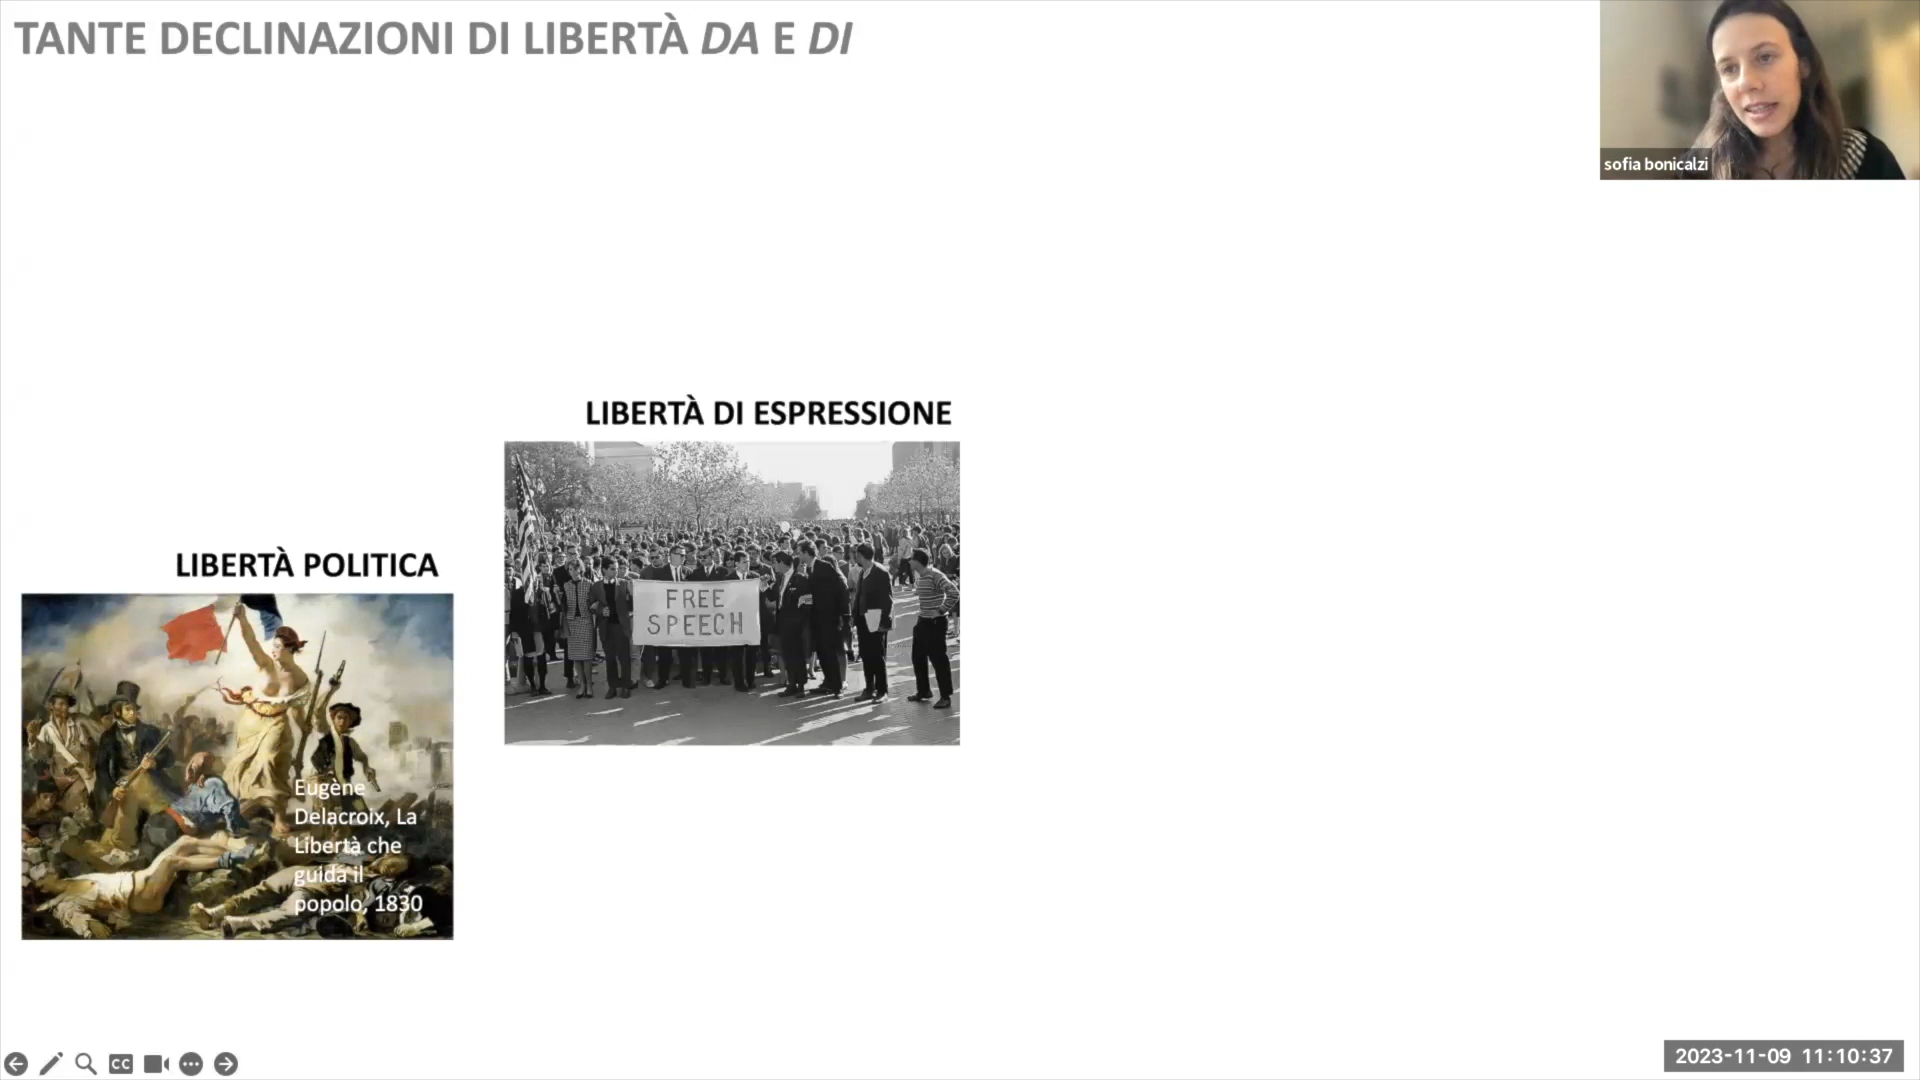 TANTE DECLINAZIONI DI LIBERTÀ DA E DI
sofia bonicalzi
LIBERTÀ DI ESPRESSIONE
FREE
SPEECH
LIBERTÀ POLITICA
Eugène
Delacroix, La
Libertà che
guida il
popolo, 1830
CC
2023-11-09 11:10:37